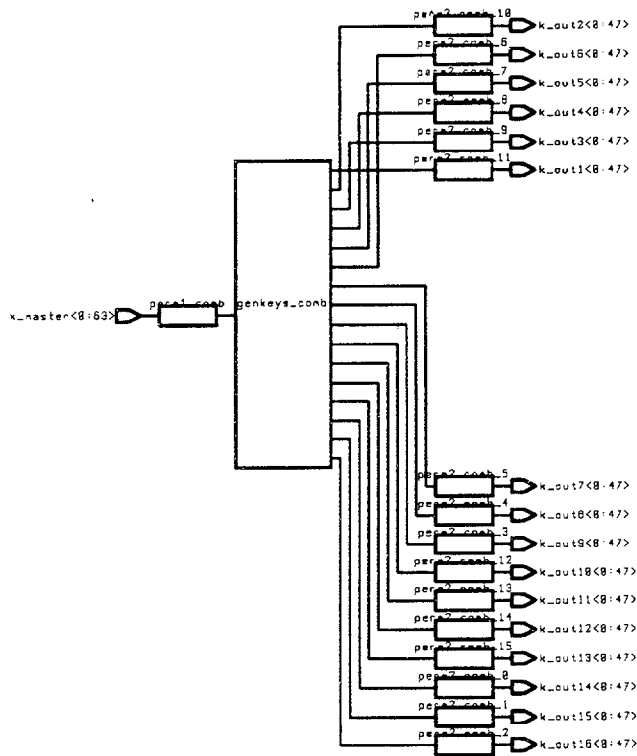 perm2_comb_10
k_out2<0:47>
perm2_comb_6
k_out6<0:47>
perm2_comb_7
k_out5<0:47>
perm2_comb_8
k_out4<0:47>
perm2_comb_9
k_out3<0:47>
perm2_comb_11
k_out1<0:47>
perm1_comb
genkeys_comb
k_master<0:63>
perm2_comb_5
k_out7<0:47>
perm2_comb_4
k_out8<0:47>
perm2_comb_3
k_out9<0:47>
perm2_comb_12
k_out10<0:47>
perm2_comb_13
k_out11<0:47>
perm2_comb_14
k_out12<0:47>
perm2_comb_15
k_out13<0:47>
perm2_comb_0
k_out14<0:47>
perm2_comb_1
k_out15<0:47>
perm2_comb_2
k_out16<0:47>